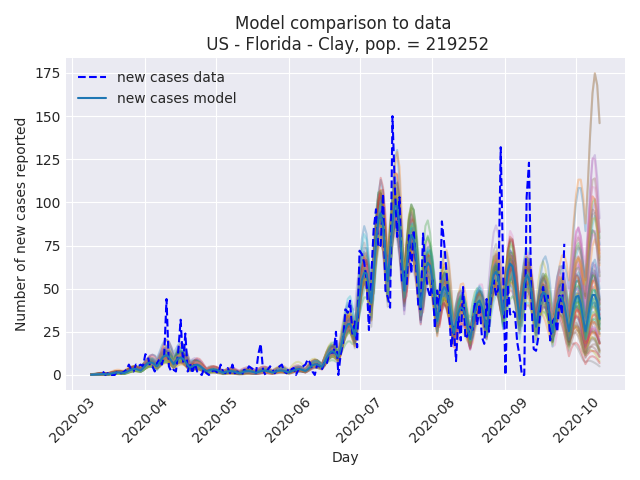 Model comparison to data
US - Florida - Clay, pop. = 219252
new cases data
new cases model
Number of new cases reported
175
150
125
100
75
50
25
0
2020-03
2020-04
2020-05
2020-06
2020-07
2020-08
2020-09
2020-10
Day